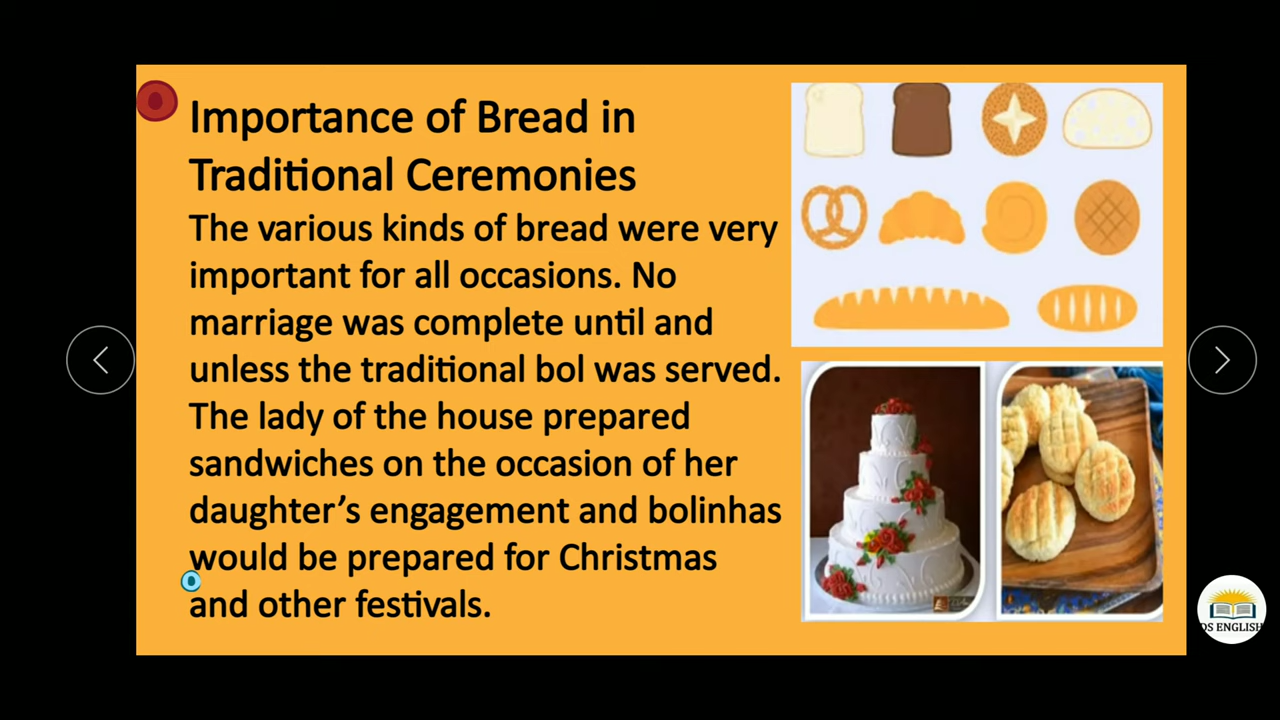 Importance of Bread in
Traditional Ceremonies
The various kinds of bread were very
important for all occasions. No
marriage was complete until and
unless the traditional bol was served.
The lady of the house prepared
sandwiches on the occasion of her
daughter’s engagement and bolinhas
would be prepared for Christmas
and other festivals.
DS ENGLISH